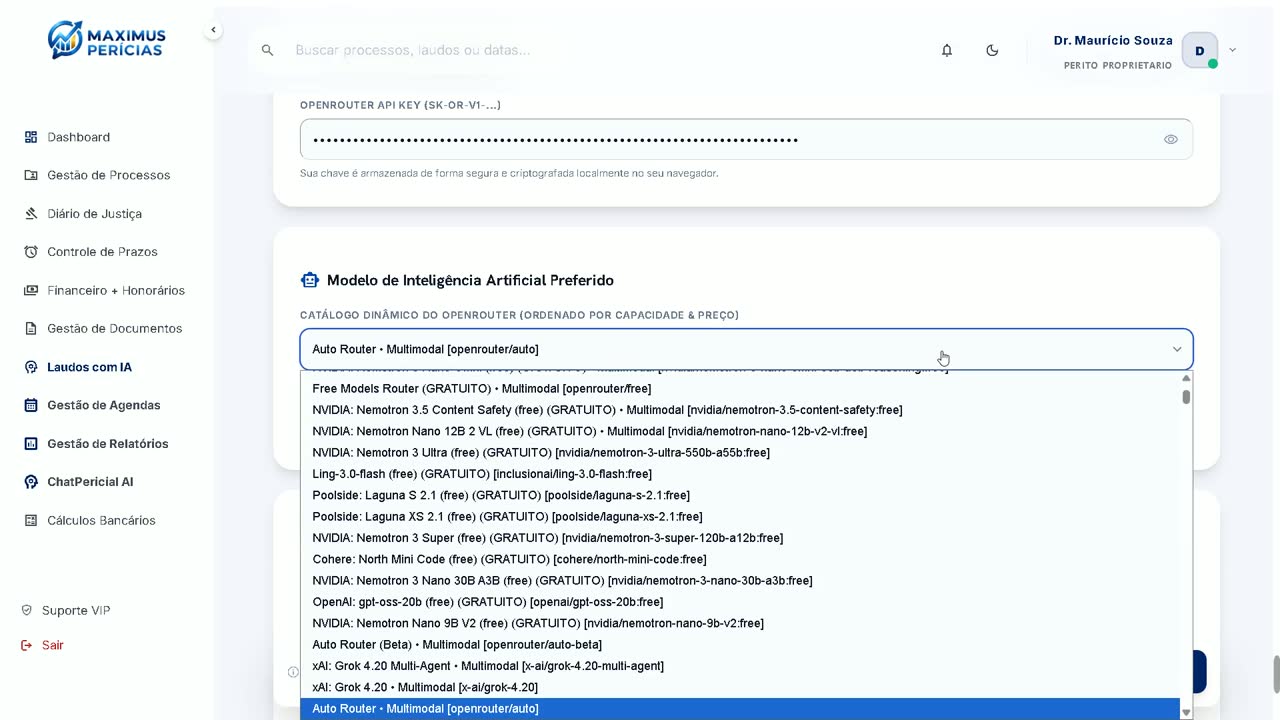 MAXIMUS
PERÍCIAS
Buscar processos, laudos ou datas...
Dr. Maurício Souza
PERITO PROPRIETARIO
D
Dashboard
Gestão de Processos
Diário de Justiça
Controle de Prazos
Financeiro + Honorários
Gestão de Documentos
Laudos com IA
Gestão de Agendas
Gestão de Relatórios
ChatPericial AI
Cálculos Bancários
Suporte VIP
Sair
OPENROUTER API KEY (SK-OR-V1-...)
••••••••••••••••••••••••••••••••••••••••••••••••••••••••••••••••••••••••
Sua chave é armazenada de forma segura e criptografada localmente no seu navegador.
Modelo de Inteligência Artificial Preferido
CATÁLOGO DINÂMICO DO OPENROUTER (ORDENADO POR CAPACIDADE & PREÇO)
Auto Router • Multimodal [openrouter/auto]
Free Models Router (GRATUITO) • Multimodal [openrouter/free]
NVIDIA: Nemotron 3.5 Content Safety (free) (GRATUITO) • Multimodal [nvidia/nemotron-3.5-content-safety:free]
NVIDIA: Nemotron Nano 12B 2 VL (free) (GRATUITO) • Multimodal [nvidia/nemotron-nano-12b-v2-vl:free]
NVIDIA: Nemotron 3 Ultra (free) (GRATUITO) [nvidia/nemotron-3-ultra-550b-a55b:free]
Ling-3.0-flash (free) (GRATUITO) [inclusionai/ling-3.0-flash:free]
Poolside: Laguna S 2.1 (free) (GRATUITO) [poolside/laguna-s-2.1:free]
Poolside: Laguna XS 2.1 (free) (GRATUITO) [poolside/laguna-xs-2.1:free]
NVIDIA: Nemotron 3 Super (free) (GRATUITO) [nvidia/nemotron-3-super-120b-a12b:free]
Cohere: North Mini Code (free) (GRATUITO) [cohere/north-mini-code:free]
NVIDIA: Nemotron 3 Nano 30B A3B (free) (GRATUITO) [nvidia/nemotron-3-nano-30b-a3b:free]
OpenAI: gpt-oss-20b (free) (GRATUITO) [openai/gpt-oss-20b:free]
NVIDIA: Nemotron Nano 9B V2 (free) (GRATUITO) [nvidia/nemotron-nano-9b-v2:free]
Auto Router (Beta) • Multimodal [openrouter/auto-beta]
xAI: Grok 4.20 Multi-Agent • Multimodal [x-ai/grok-4.20-multi-agent]
xAI: Grok 4.20 • Multimodal [x-ai/grok-4.20]
Auto Router • Multimodal [openrouter/auto]